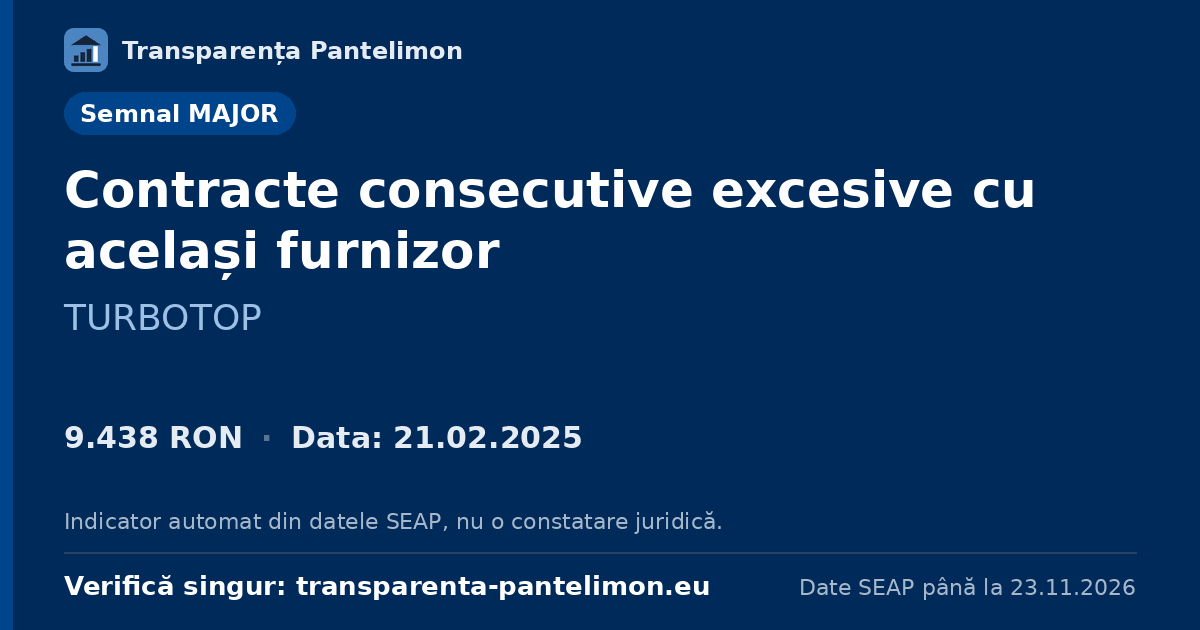 Transparența Pantelimon
Semnal MAJOR
Contracte consecutive excesive cu
același furnizor
TURBOTOP
9.438 RON · Data: 21.02.2025
Indicator automat din datele SEAP, nu o constatare juridică.
Verifică singur: transparenta-pantelimon.eu
Date SEAP până la 23.11.2026